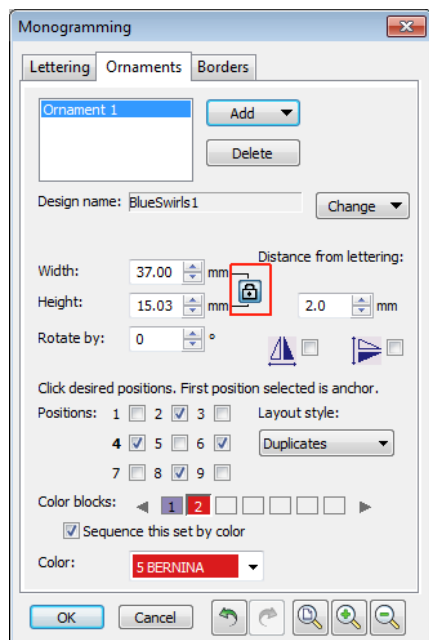 Monogramming
Lettering Ornaments Borders
Ornament 1
Add
Delete
Design name: BlueSwirls1 Change
Distance from lettering:
Width: 37.00 mm
Height: 15.03 mm 2.0 mm
Rotate by: 0 °
Click desired positions. First position selected is anchor.
Positions: 1 2 3 Layout style:
4 5 6 Duplicates
7 8 9
Color blocks: 1 2
Sequence this set by color
Color: 5 BERNINA
OK Cancel